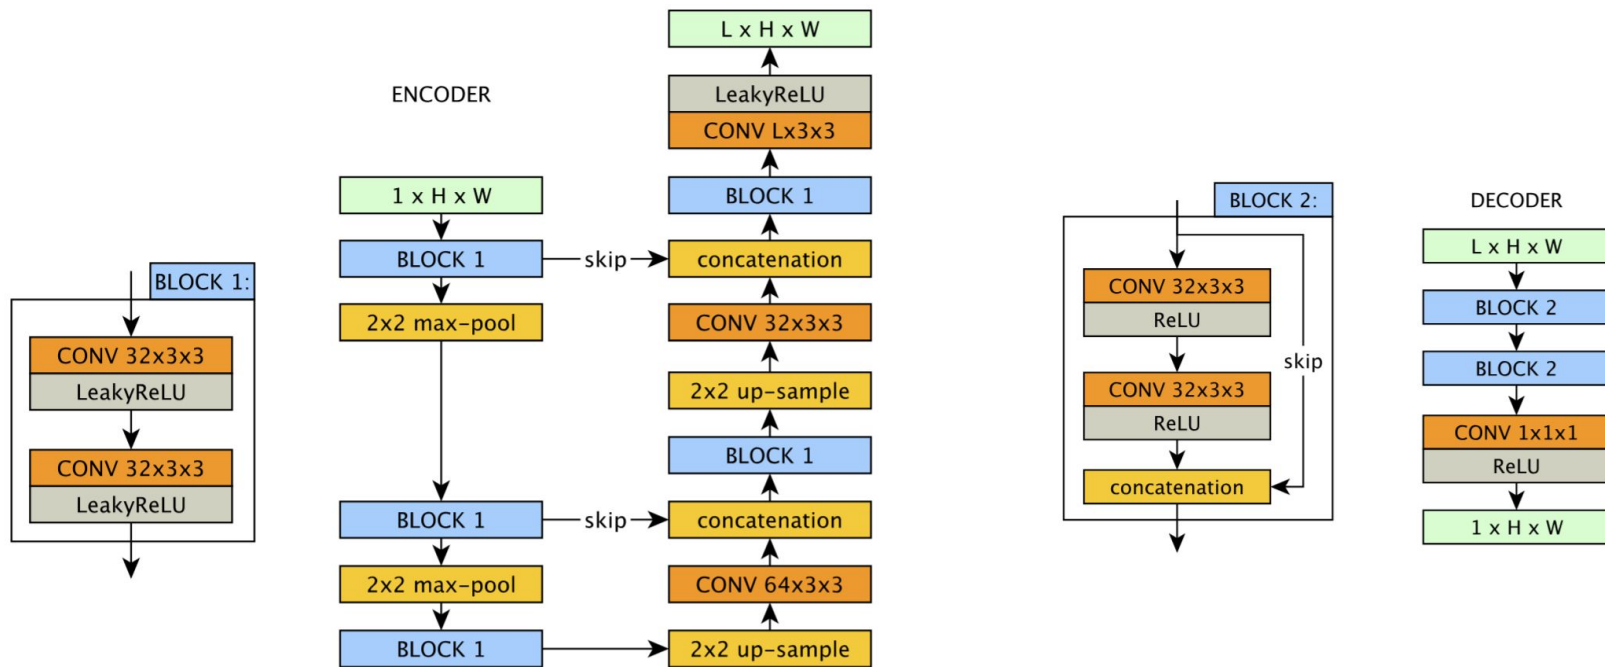 BLOCK 1:
CONV 32x3x3
LeakyReLU
CONV 32x3x3
LeakyReLU
ENCODER
1 x H x W
BLOCK 1
skip
2x2 max-pool
BLOCK 1
skip
2x2 max-pool
BLOCK 1
L x H x W
LeakyReLU
CONV Lx3x3
BLOCK 1
concatenation
CONV 32x3x3
2x2 up-sample
BLOCK 1
concatenation
CONV 64x3x3
2x2 up-sample
BLOCK 2:
CONV 32x3x3
ReLU
skip
CONV 32x3x3
ReLU
concatenation
DECODER
L x H x W
BLOCK 2
BLOCK 2
CONV 1x1x1
ReLU
1 x H x W